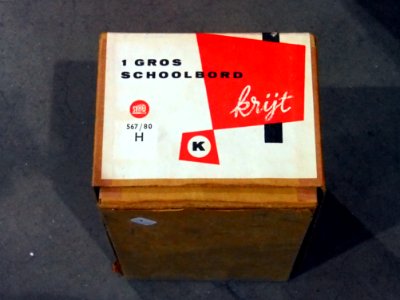 1 GROS
SCHOOLBORD
krijt
567/80
H
K